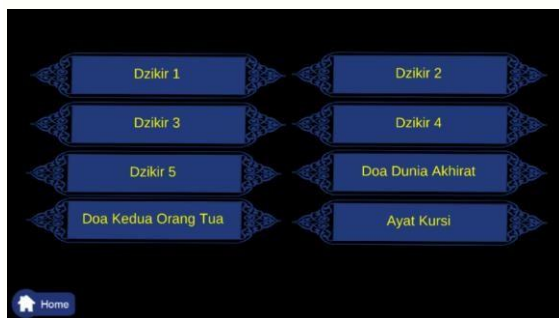 Dzikir 1
Dzikir 2
Dzikir 3
Dzikir 4
Dzikir 5
Doa Dunia Akhirat
Doa Kedua Orang Tua
Ayat Kursi
Home